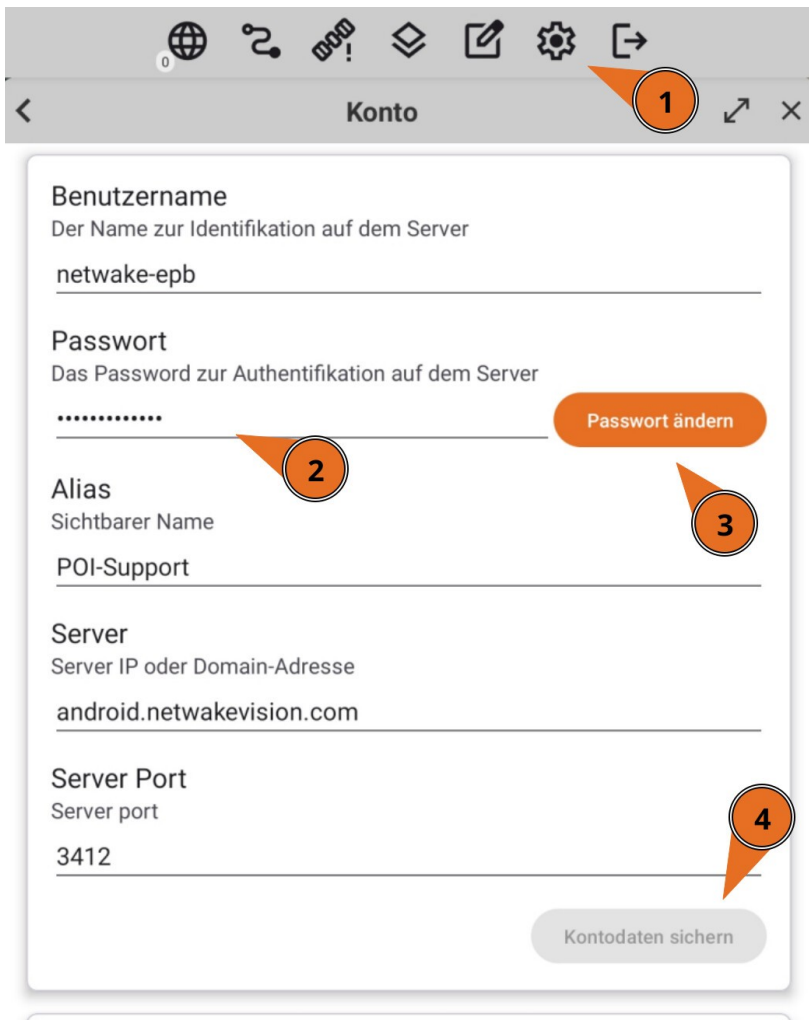 0
1
Konto
Benutzername
Der Name zur Identifikation auf dem Server
netwake-epb
Passwort
Das Password zur Authentifikation auf dem Server
•••••••••••••
Passwort ändern
2
3
Alias
Sichtbarer Name
POI-Support
Server
Server IP oder Domain-Adresse
android.netwakevision.com
Server Port
Server port
4
3412
Kontodaten sichern